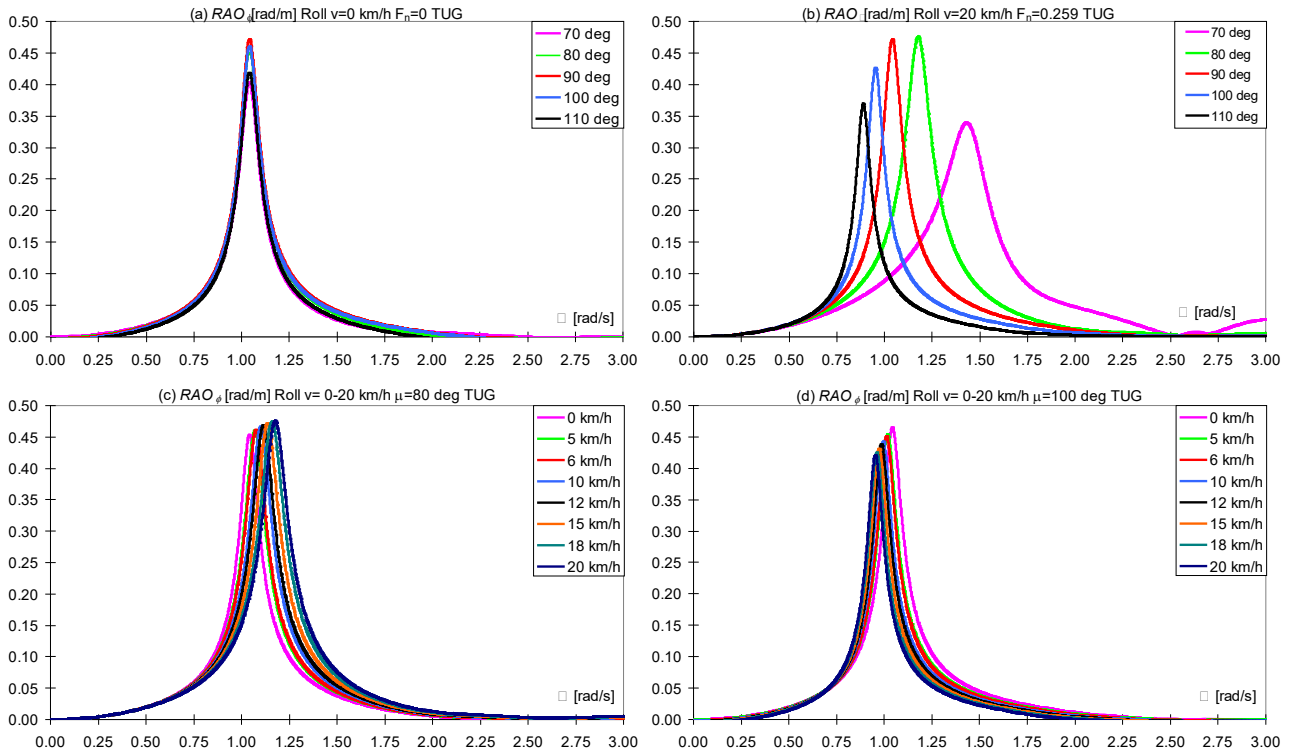 (a) RAO ϕ [rad/m] Roll v=0 km/h Fn=0 TUG
0.50
0.45
0.40
0.35
0.30
0.25
0.20
0.15
0.10
0.05
0.00
70 deg
80 deg
90 deg
100 deg
110 deg
□ [rad/s]
0.00 0.25 0.50 0.75 1.00 1.25 1.50 1.75 2.00 2.25 2.50 2.75 3.00
(b) RAO □ [rad/m] Roll v=20 km/h Fn=0.259 TUG
0.50
0.45
0.40
0.35
0.30
0.25
0.20
0.15
0.10
0.05
0.00
70 deg
80 deg
90 deg
100 deg
110 deg
□ [rad/s]
0.00 0.25 0.50 0.75 1.00 1.25 1.50 1.75 2.00 2.25 2.50 2.75 3.00
(c) RAO ϕ [rad/m] Roll v= 0-20 km/h μ=80 deg TUG
0.50
0.45
0.40
0.35
0.30
0.25
0.20
0.15
0.10
0.05
0.00
0 km/h
5 km/h
6 km/h
10 km/h
12 km/h
15 km/h
18 km/h
20 km/h
□ [rad/s]
0.00 0.25 0.50 0.75 1.00 1.25 1.50 1.75 2.00 2.25 2.50 2.75 3.00
(d) RAO ϕ [rad/m] Roll v= 0-20 km/h μ=100 deg TUG
0.50
0.45
0.40
0.35
0.30
0.25
0.20
0.15
0.10
0.05
0.00
0 km/h
5 km/h
6 km/h
10 km/h
12 km/h
15 km/h
18 km/h
20 km/h
□ [rad/s]
0.00 0.25 0.50 0.75 1.00 1.25 1.50 1.75 2.00 2.25 2.50 2.75 3.00